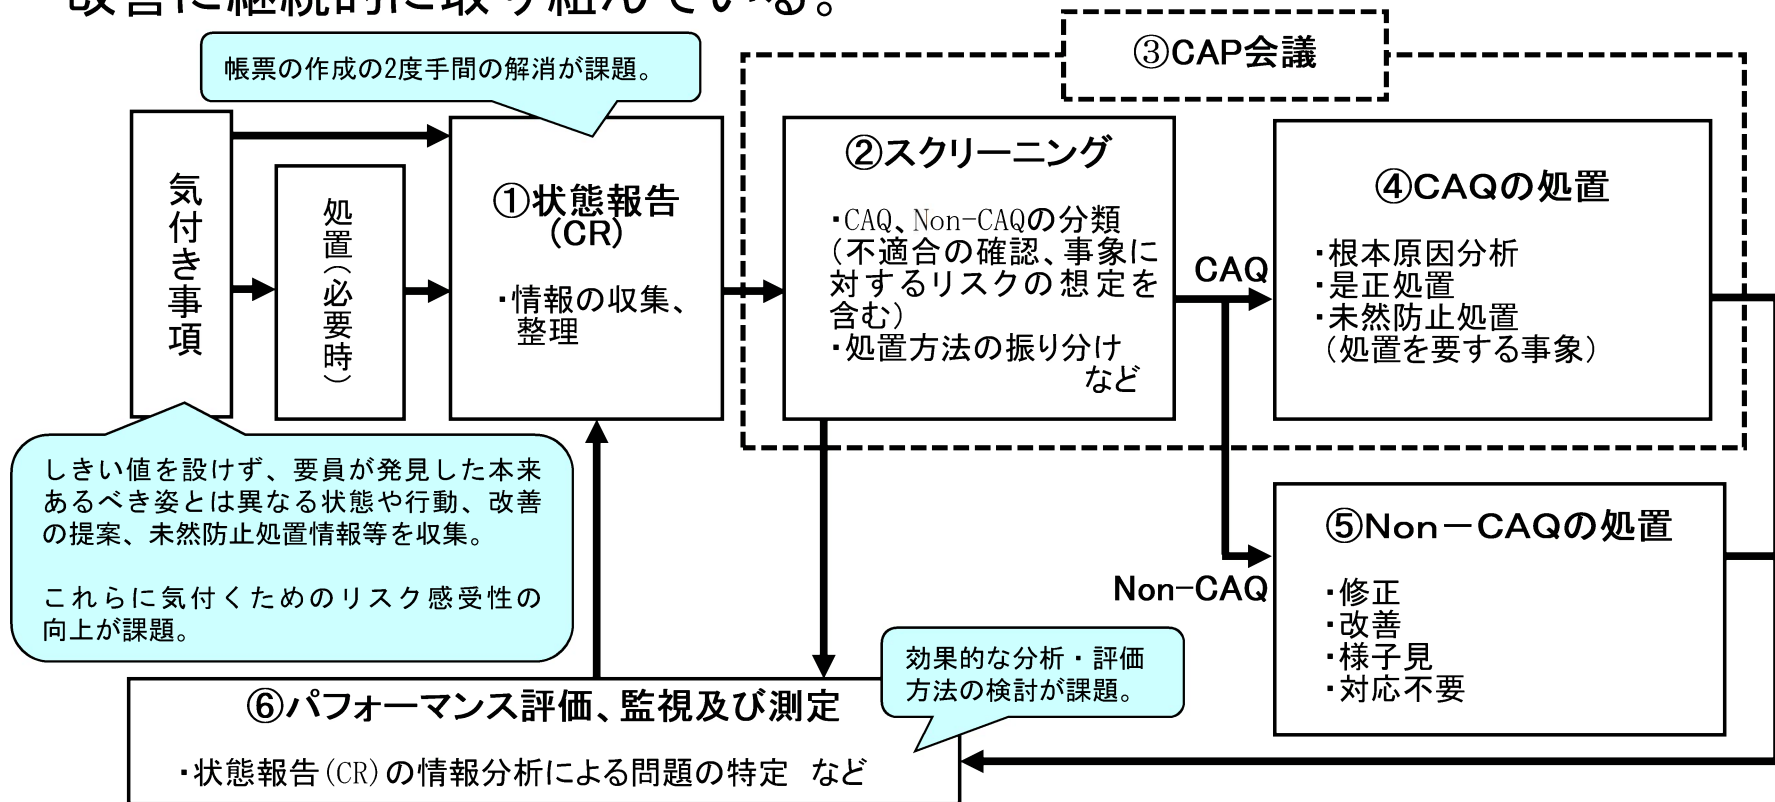 改善に継続的に取り組んでいる。
帳票の作成の2度手間の解消が課題。
③CAP会議
気付き事項
処置(必要時)
①状態報告
(CR)
・情報の収集、
整理
②スクリーニング
・CAQ、Non-CAQの分類
(不適合の確認、事象に
対するリスクの想定を
含む)
・処置方法の振り分け
など
CAQ
④CAQの処置
・根本原因分析
・是正処置
・未然防止処置
(処置を要する事象)
しきい値を設けず、要員が発見した本来
あるべき姿とは異なる状態や行動、改善
の提案、未然防止処置情報等を収集。
これらに気付くためのリスク感受性の
向上が課題。
Non-CAQ
⑤Non-CAQの処置
・修正
・改善
・様子見
・対応不要
効果的な分析・評価
方法の検討が課題。
⑥パフォーマンス評価、監視及び測定
・状態報告(CR)の情報分析による問題の特定 など